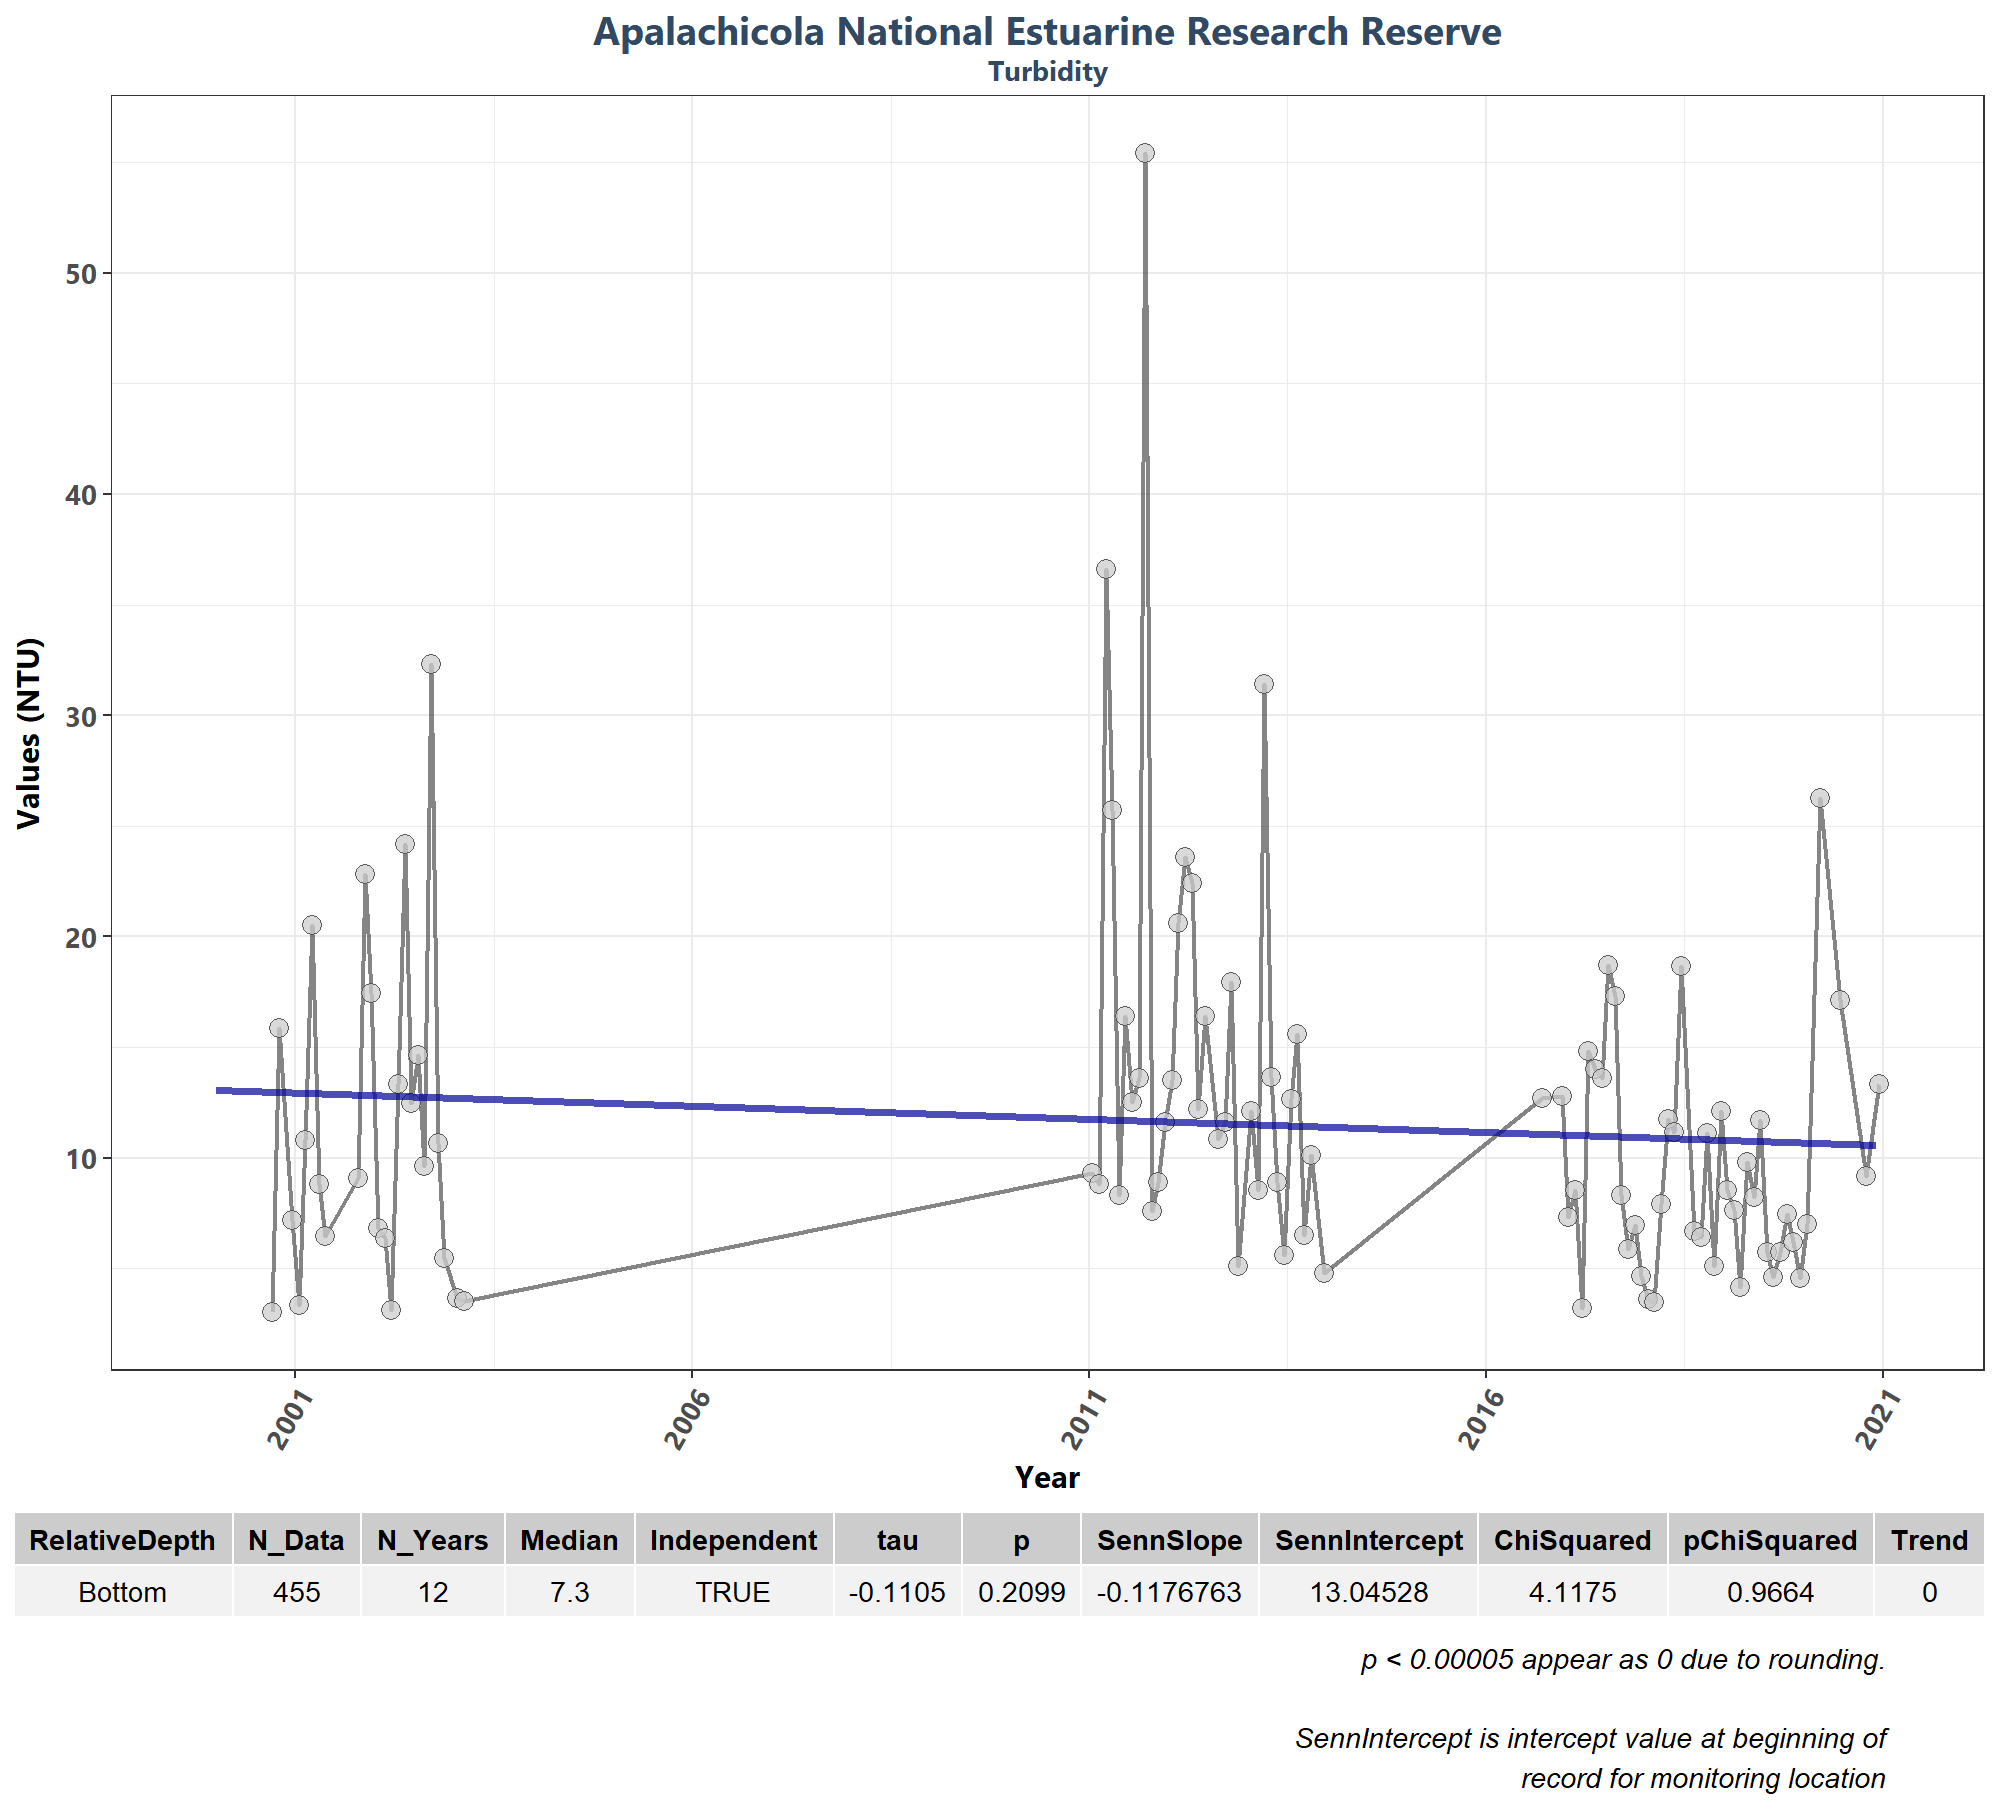 Apalachicola National Estuarine Research Reserve
Turbidity
Values (NTU)
50
40
30
20
10
2001
2006
2011
2016
2021
Year
RelativeDepth N_Data N_Years Median Independent tau p SennSlope SennIntercept ChiSquared pChiSquared Trend
Bottom 455 12 7.3 TRUE -0.1105 0.2099 -0.1176763 13.04528 4.1175 0.9664 0
p < 0.00005 appear as 0 due to rounding.
SennIntercept is intercept value at beginning of
record for monitoring location